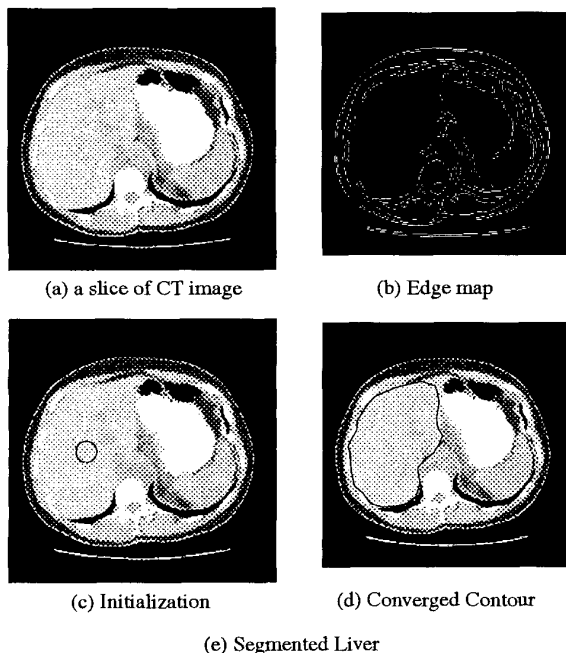 (a) a slice of CT image
(b) Edge map
(c) Initialization
(d) Converged Contour
(e) Segmented Liver